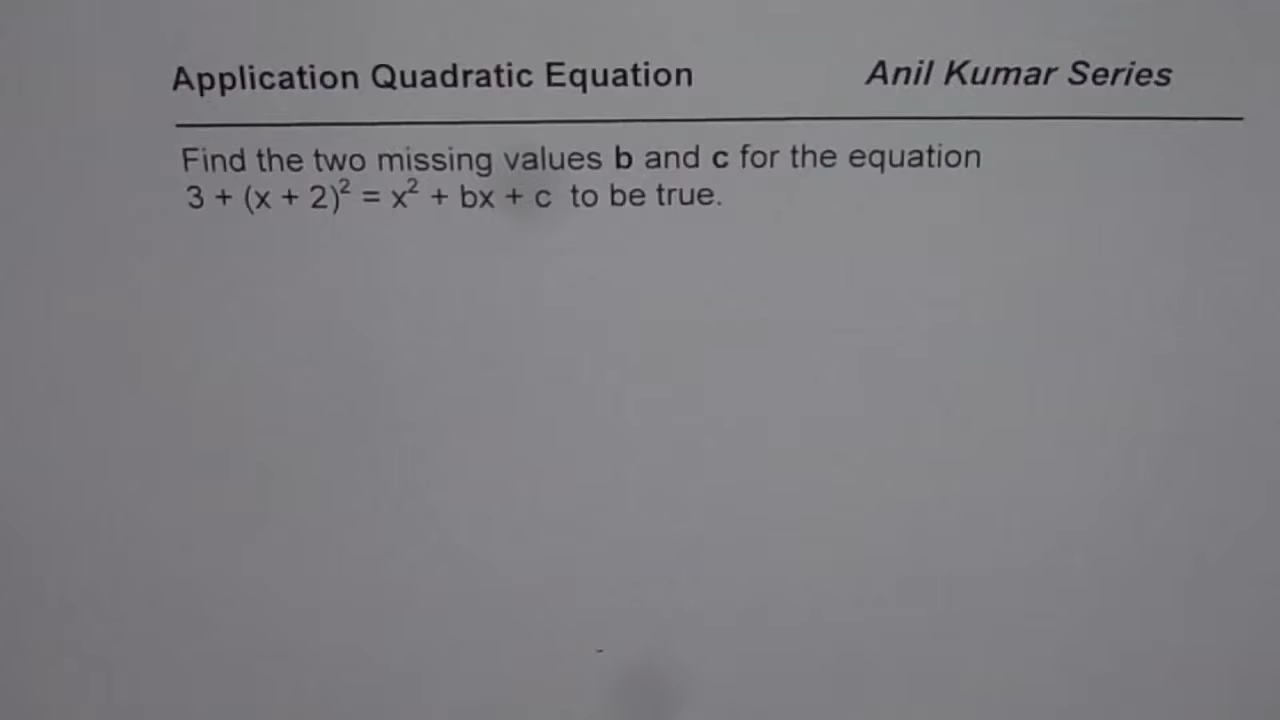 Application Quadratic Equation Anil Kumar Series
Find the two missing values b and c for the equation
3 + (x + 2)² = x² + bx + c to be true.